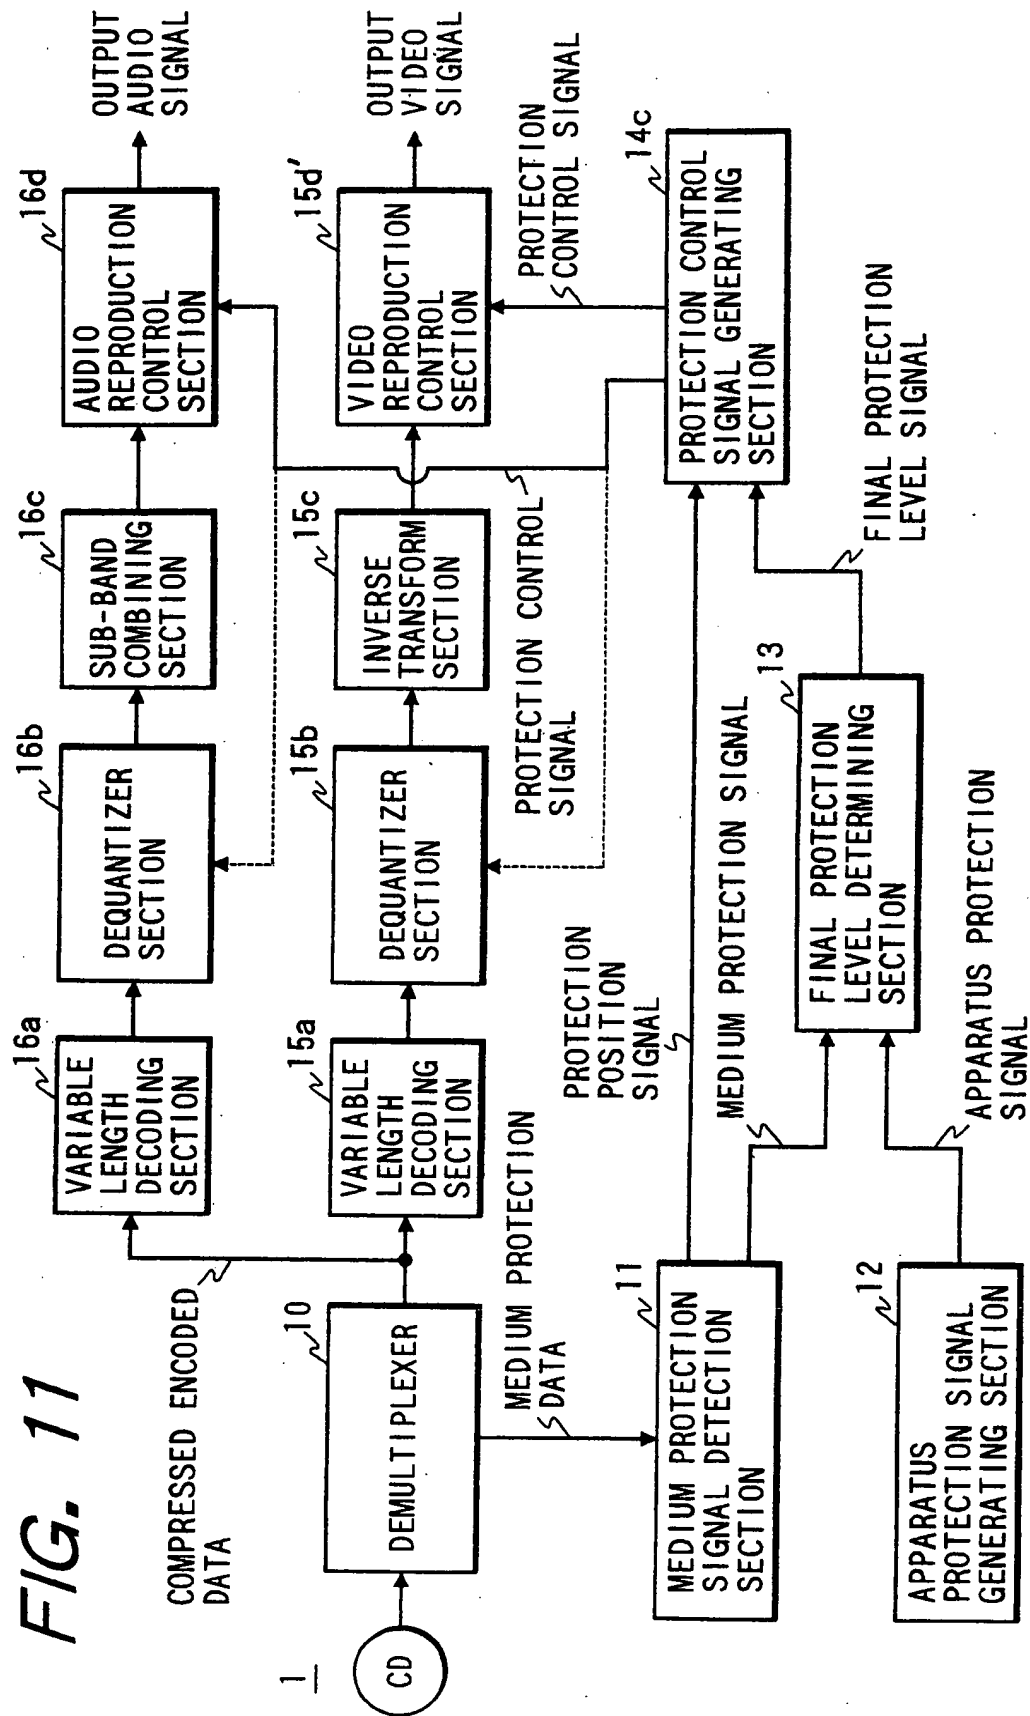 FIG. 11
1
CD
COMPRESSED ENCODED
DATA
10
DEMULTIPLEXER
MEDIUM PROTECTION
DATA
16a
VARIABLE
LENGTH
DECODING
SECTION
16b
DEQUANTIZER
SECTION
16c
SUB-BAND
COMBINING
SECTION
16d
AUDIO
REPRODUCTION
CONTROL
SECTION
OUTPUT
AUDIO
SIGNAL
15a
VARIABLE
LENGTH
DECODING
SECTION
15b
DEQUANTIZER
SECTION
15c
INVERSE
TRANSFORM
SECTION
15d'
VIDEO
REPRODUCTION
CONTROL
SECTION
OUTPUT
VIDEO
SIGNAL
PROTECTION CONTROL
SIGNAL
PROTECTION
CONTROL SIGNAL
PROTECTION
POSITION
SIGNAL
11
MEDIUM PROTECTION
SIGNAL DETECTION
SECTION
14c
PROTECTION CONTROL
SIGNAL GENERATING
SECTION
MEDIUM PROTECTION SIGNAL
13
FINAL PROTECTION
LEVEL DETERMINING
SECTION
FINAL PROTECTION
LEVEL SIGNAL
12
APPARATUS
PROTECTION SIGNAL
GENERATING SECTION
APPARATUS PROTECTION
SIGNAL